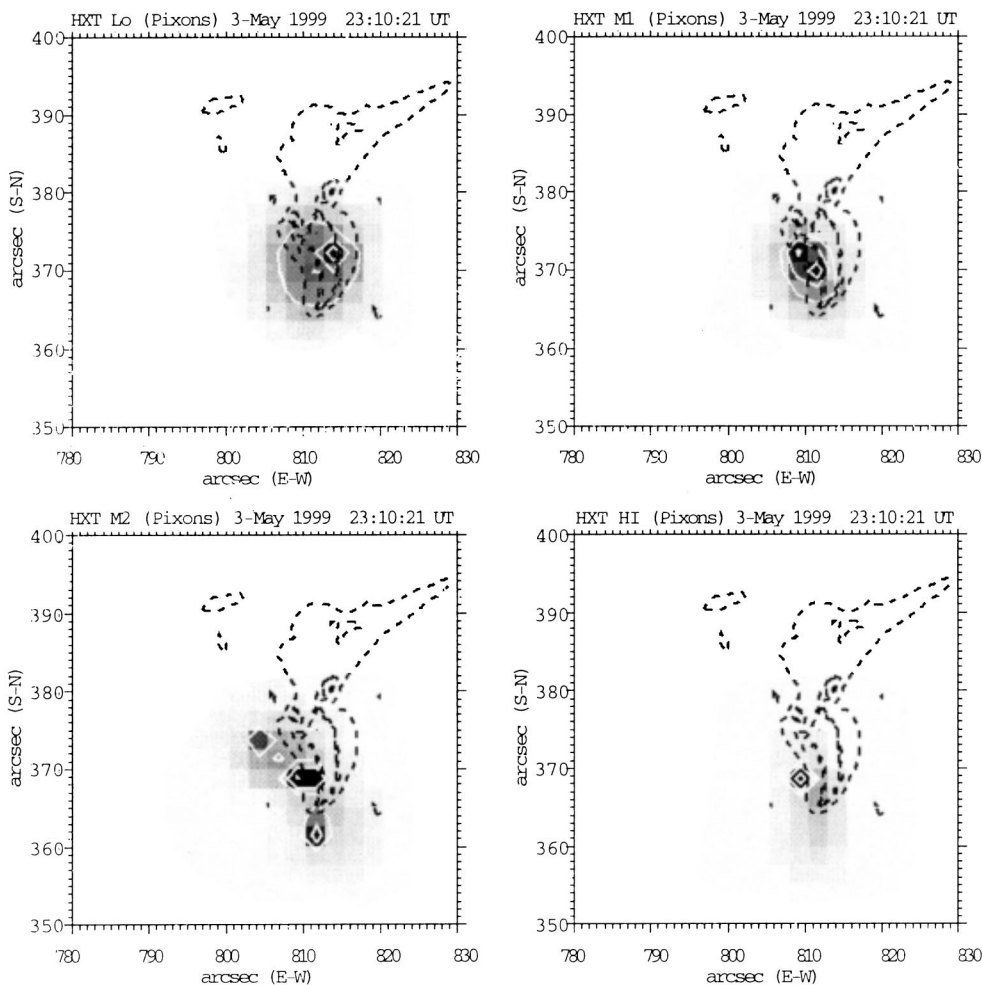 HXT Lo (Pixons) 3-May 1999 23:10:21 UT
HXT M1 (Pixons) 3-May 1999 23:10:21 UT
400
390
380
370
360
350
arcsec (S-N)
780 790 800 810 820 830
arcsec (E-W)
400
390
380
370
360
350
arcsec (S-N)
780 790 800 810 820 830
arcsec (E-W)
HXT M2 (Pixons) 3-May 1999 23:10:21 UT
HXT HI (Pixons) 3-May 1999 23:10:21 UT
400
390
380
370
360
350
arcsec (S-N)
780 790 800 810 820 830
arcsec (E-W)
400
390
380
370
360
350
arcsec (S-N)
780 790 800 810 820 830
arcsec (E-W)